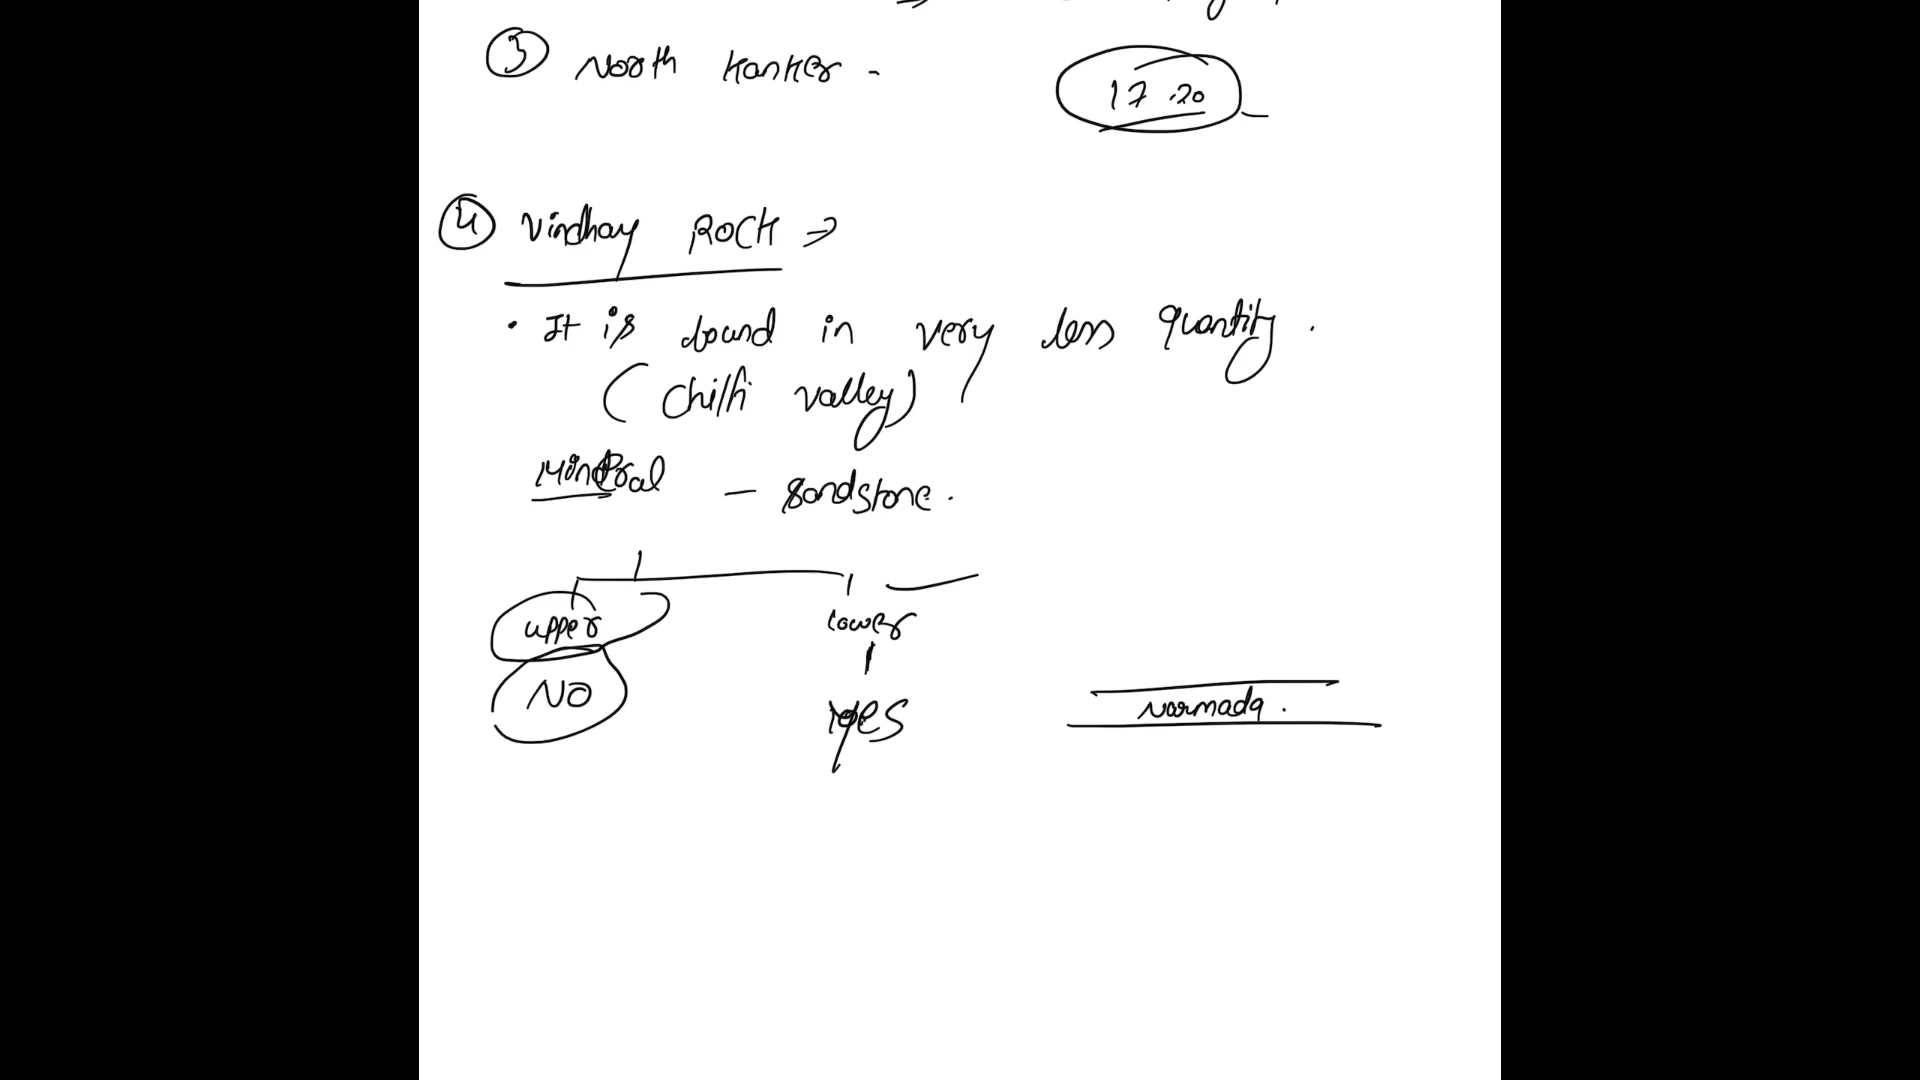 3 North Kanker -
17.20
4 Vindhay Rock ⇒
• It is found in very less quantity.
(Chilfi valley)
Mineral - sandstone.
upper lower
NO yes
Narmada.